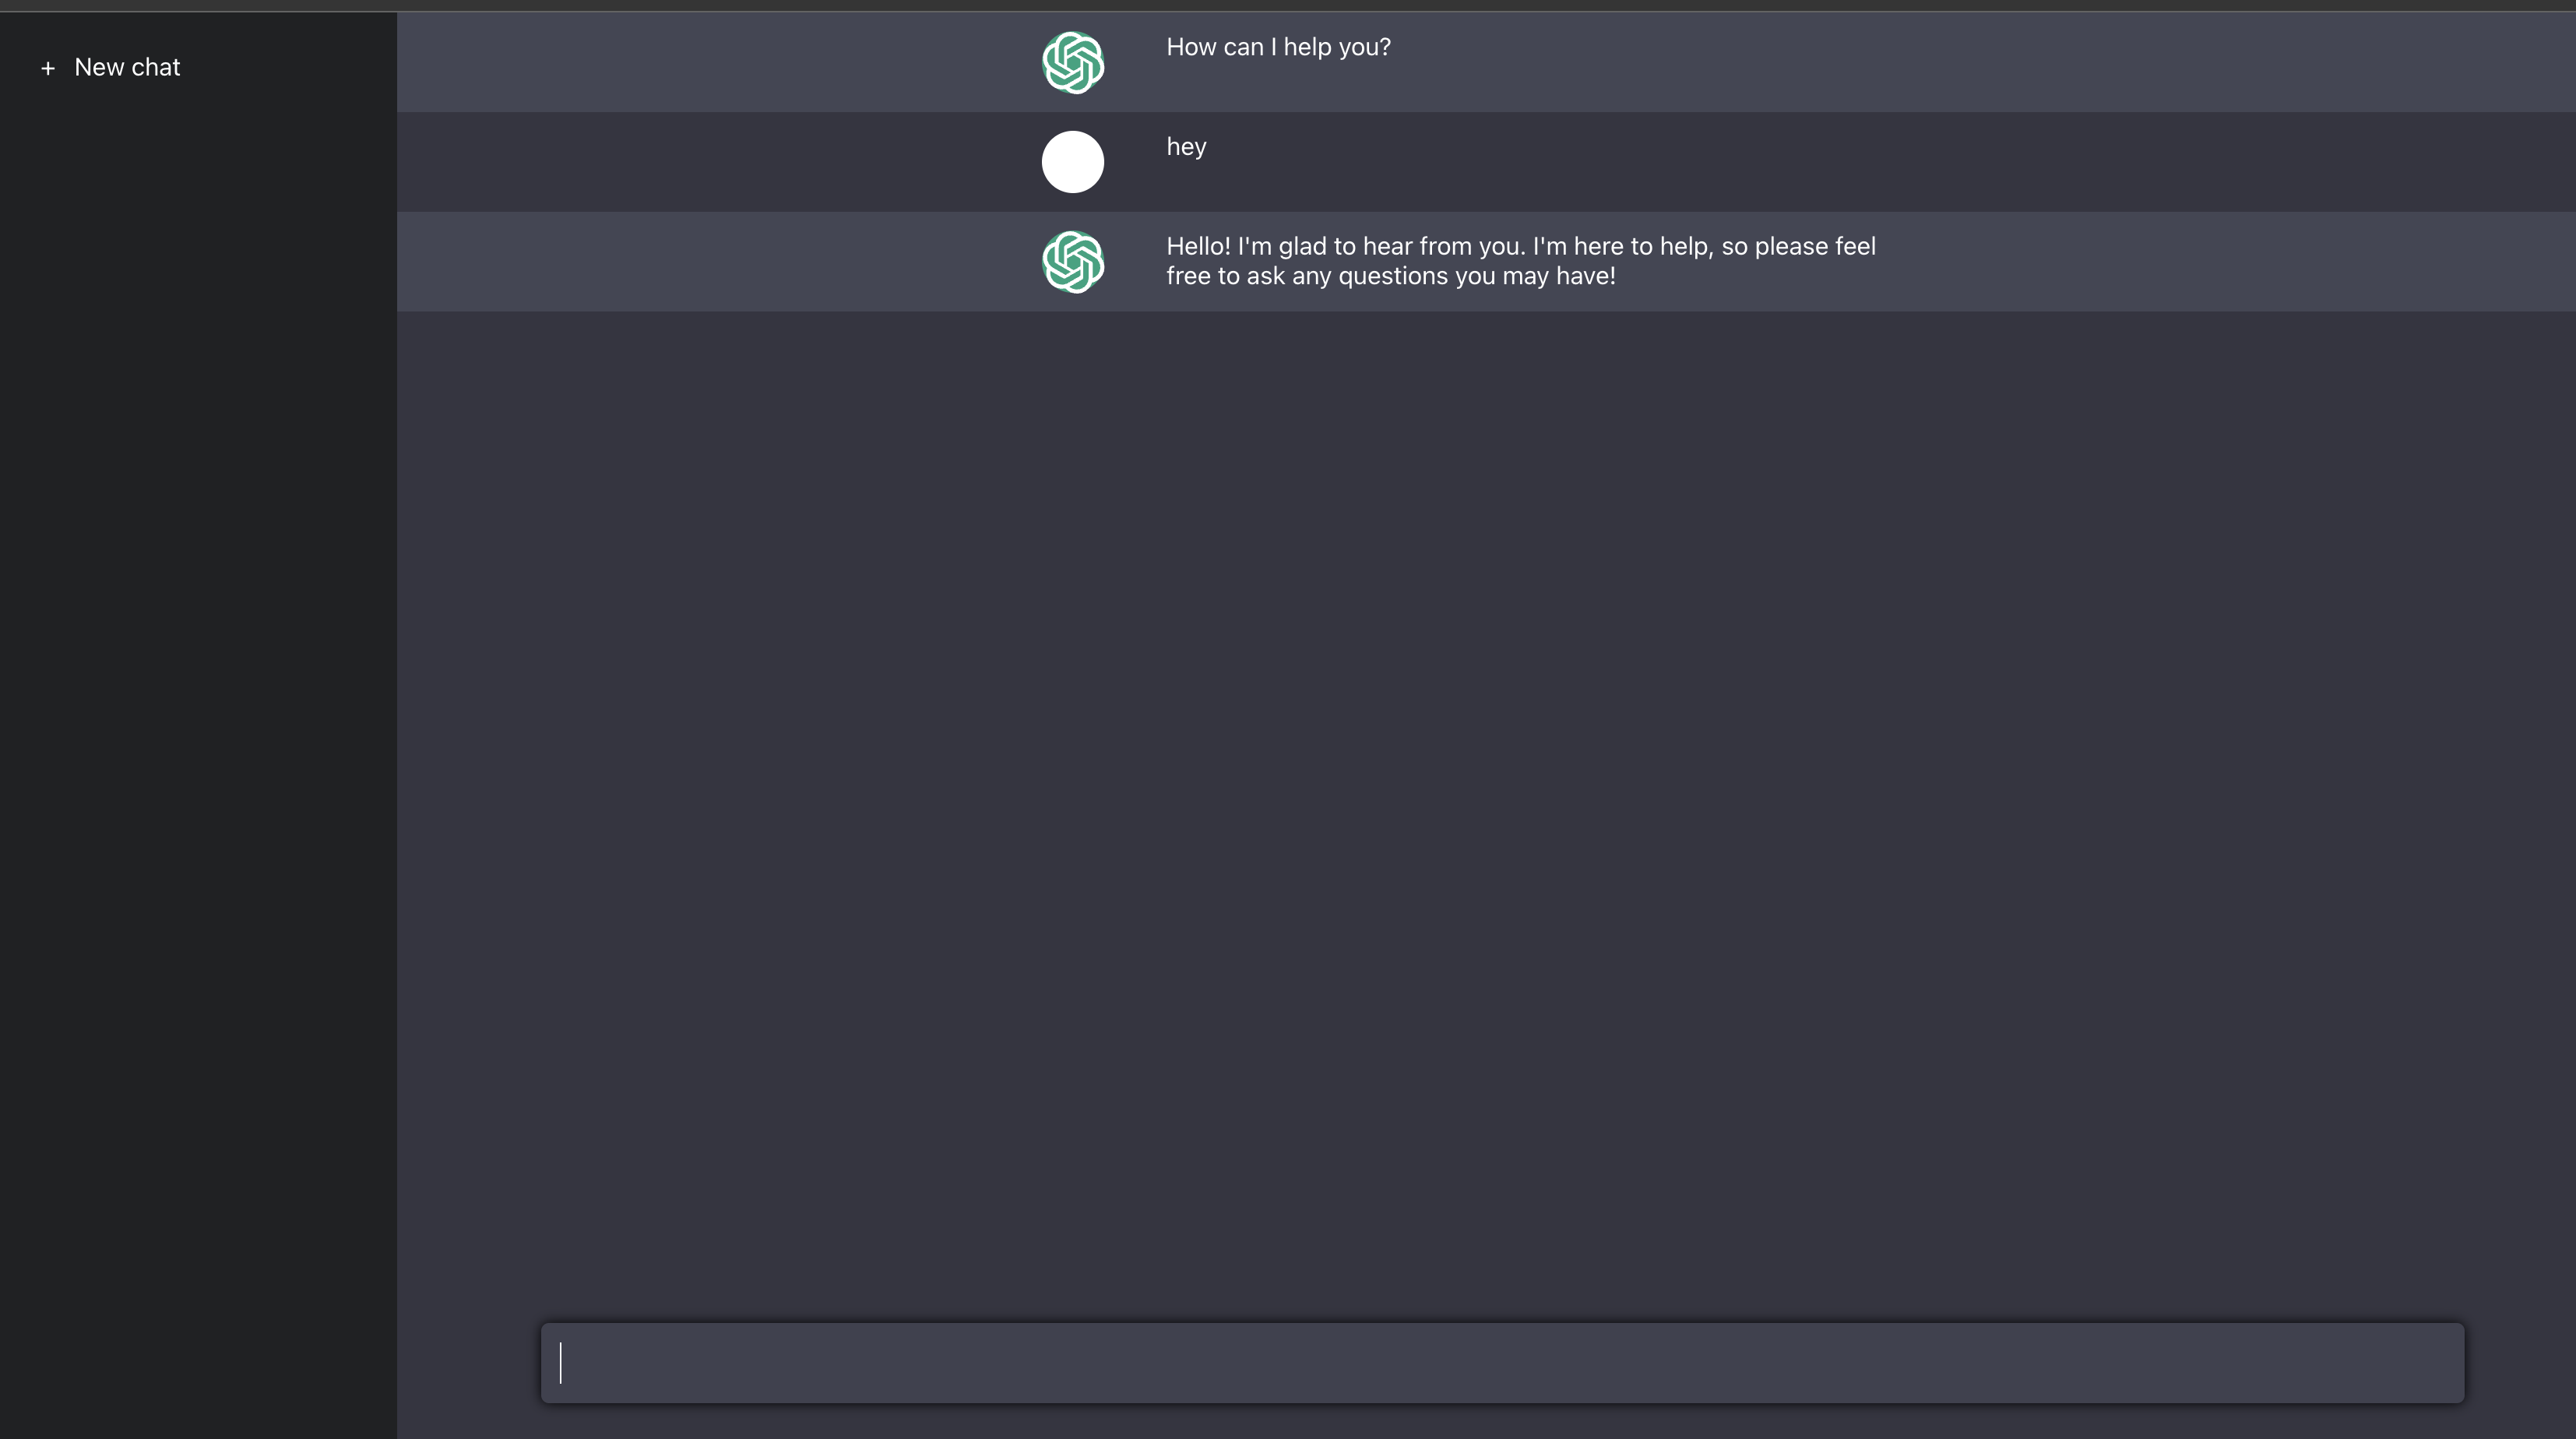 + New chat
How can I help you?
hey
Hello! I'm glad to hear from you. I'm here to help, so please feel
free to ask any questions you may have!